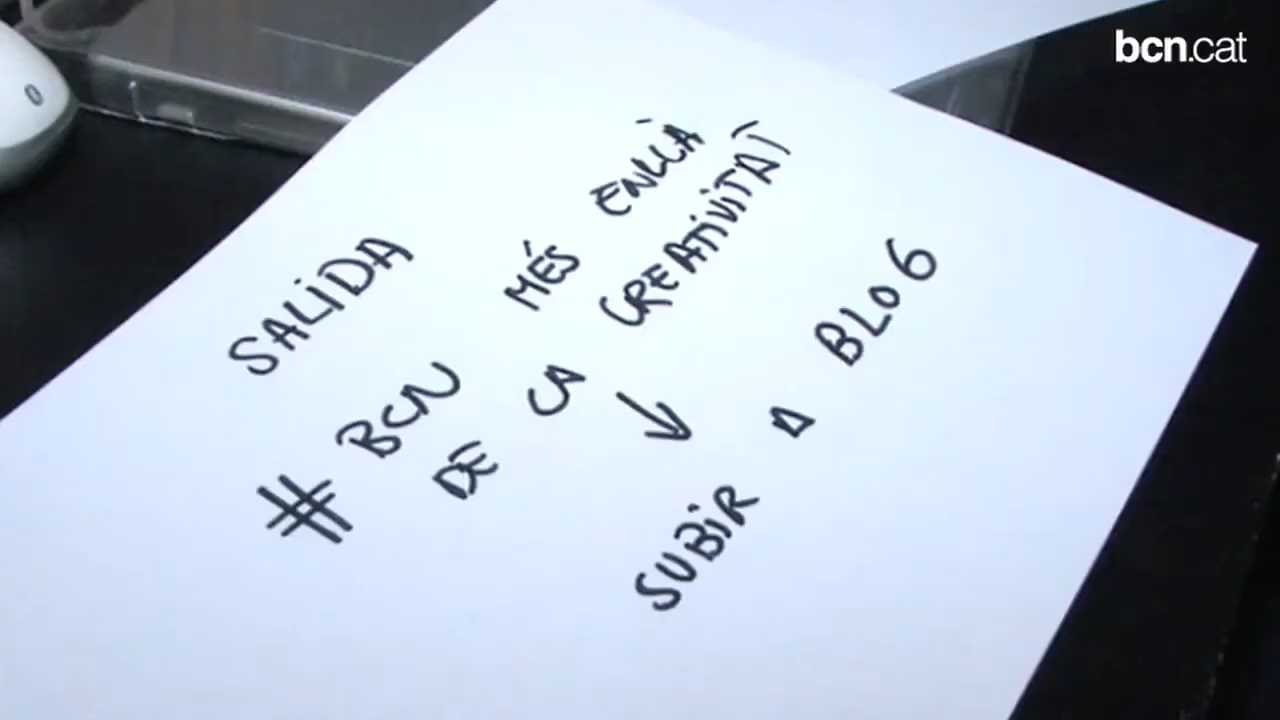 bcn.cat
SALIDA
# BCN MÉS ENLLÀ
DE LA CREATIVITAT
↓
SUBIR A BLOG